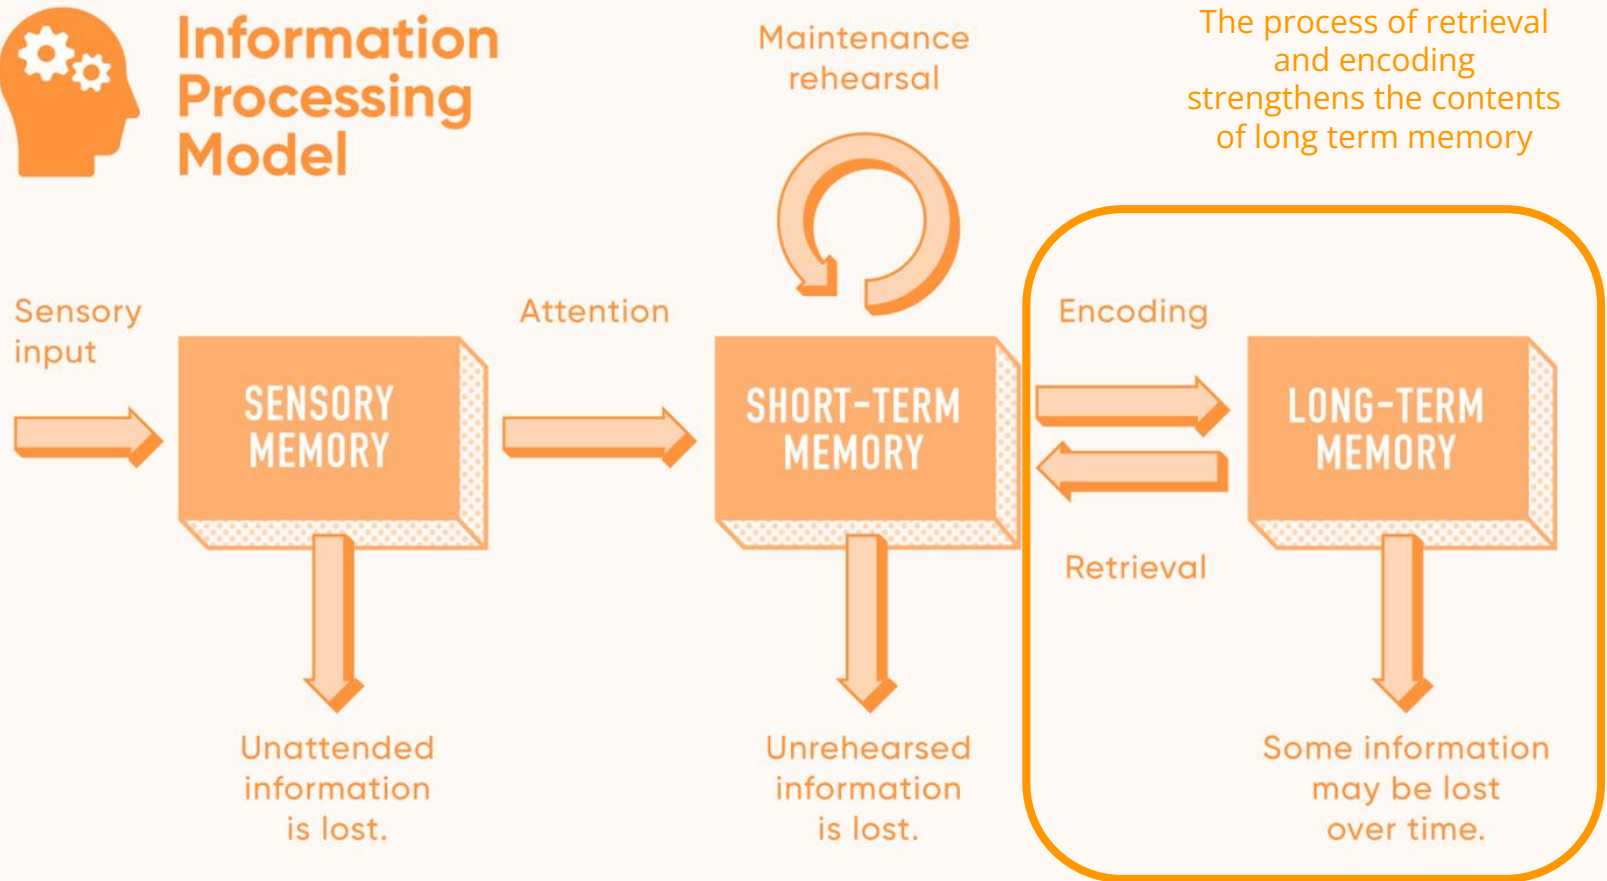 Information
Processing
Model
Maintenance
rehearsal
The process of retrieval
and encoding
strengthens the contents
of long term memory
Sensory
input
Attention
Encoding
SENSORY
MEMORY
SHORT-TERM
MEMORY
LONG-TERM
MEMORY
Retrieval
Unattended
information
is lost.
Unrehearsed
information
is lost.
Some information
may be lost
over time.